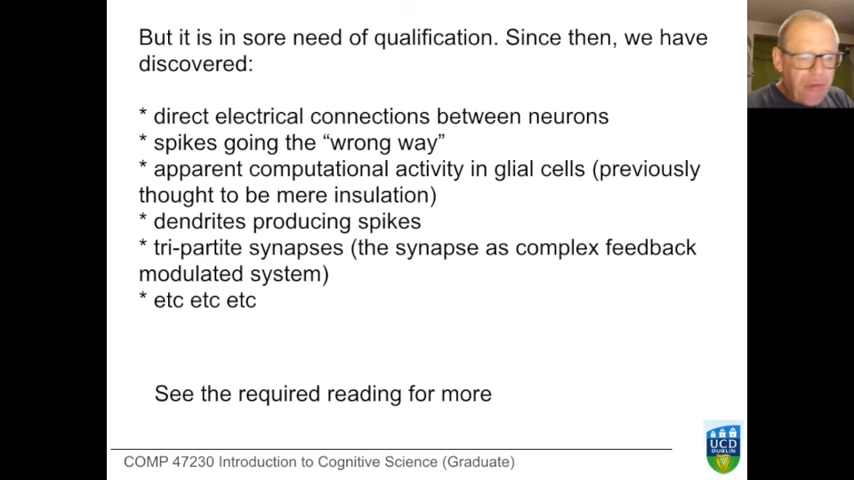 But it is in sore need of qualification. Since then, we have
discovered:
* direct electrical connections between neurons
* spikes going the “wrong way”
* apparent computational activity in glial cells (previously
thought to be mere insulation)
* dendrites producing spikes
* tri-partite synapses (the synapse as complex feedback
modulated system)
* etc etc etc
See the required reading for more
COMP 47230 Introduction to Cognitive Science (Graduate)
UCD
DUBLIN